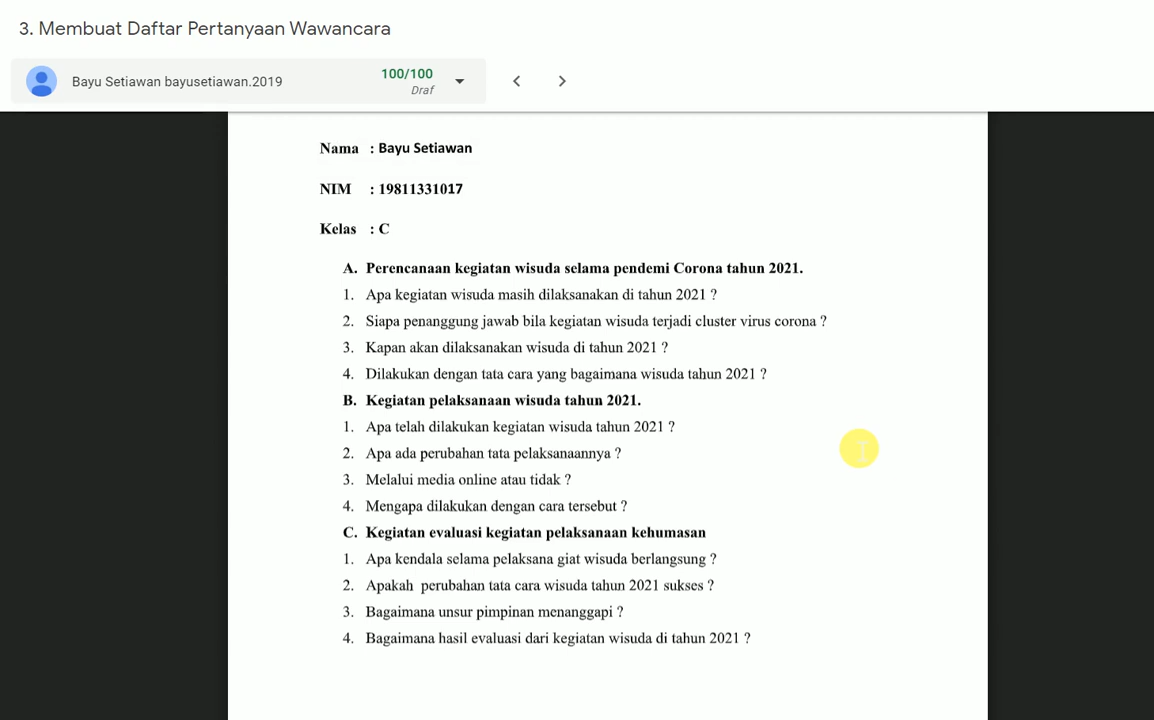 3. Membuat Daftar Pertanyaan Wawancara
Bayu Setiawan bayusetiawan.2019
100/100
Draf
Nama : Bayu Setiawan
NIM : 19811331017
Kelas : C
A. Perencanaan kegiatan wisuda selama pendemi Corona tahun 2021.
1. Apa kegiatan wisuda masih dilaksanakan di tahun 2021 ?
2. Siapa penanggung jawab bila kegiatan wisuda terjadi cluster virus corona ?
3. Kapan akan dilaksanakan wisuda di tahun 2021 ?
4. Dilakukan dengan tata cara yang bagaimana wisuda tahun 2021 ?
B. Kegiatan pelaksanaan wisuda tahun 2021.
1. Apa telah dilakukan kegiatan wisuda tahun 2021 ?
2. Apa ada perubahan tata pelaksanaannya ?
3. Melalui media online atau tidak ?
4. Mengapa dilakukan dengan cara tersebut ?
C. Kegiatan evaluasi kegiatan pelaksanaan kehumasan
1. Apa kendala selama pelaksana giat wisuda berlangsung ?
2. Apakah perubahan tata cara wisuda tahun 2021 sukses ?
3. Bagaimana unsur pimpinan menanggapi ?
4. Bagaimana hasil evaluasi dari kegiatan wisuda di tahun 2021 ?